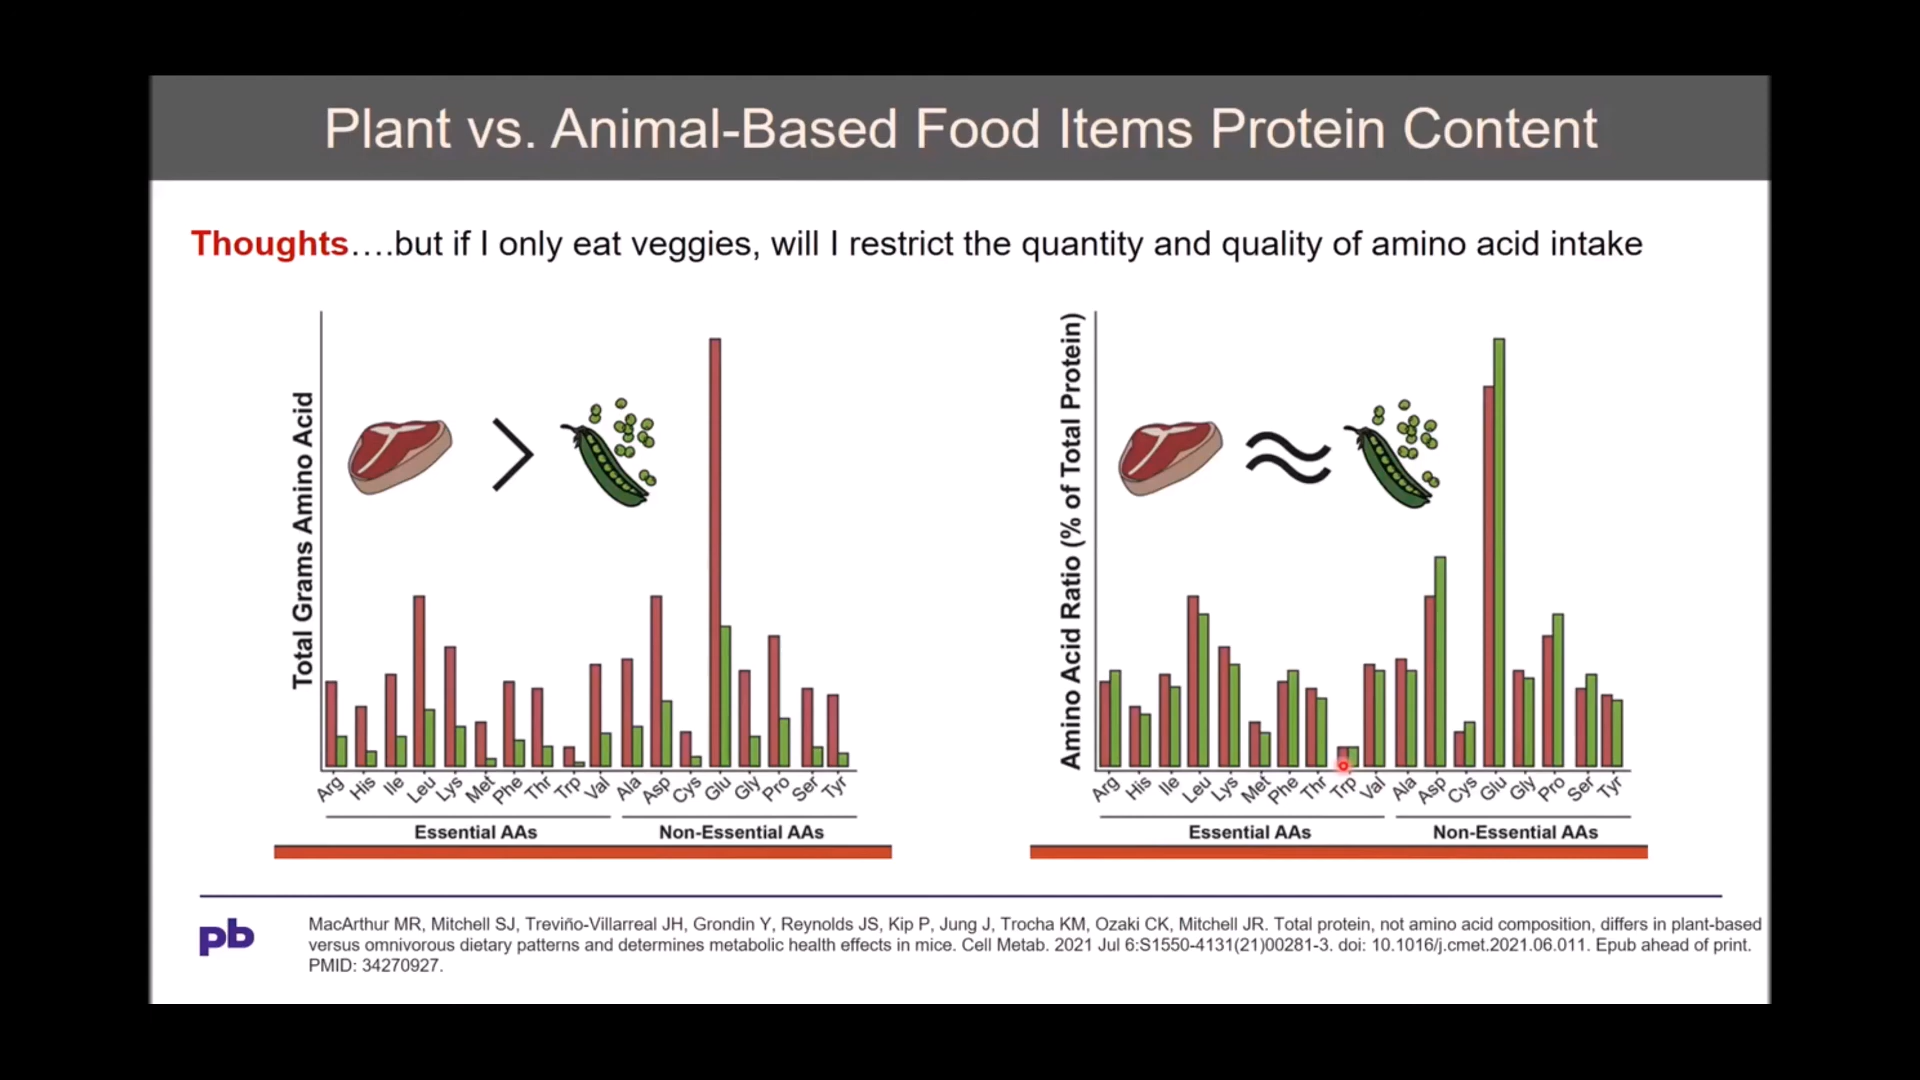 Plant vs. Animal-Based Food Items Protein Content
Thoughts….but if I only eat veggies, will I restrict the quantity and quality of amino acid intake
Total Grams Amino Acid
Arg His Ile Leu Lys Met Phe Thr Trp Val Ala Asp Cys Glu Gly Pro Ser Tyr
Essential AAs Non-Essential AAs
Amino Acid Ratio (% of Total Protein)
Arg His Ile Leu Lys Met Phe Thr Trp Val Ala Asp Cys Glu Gly Pro Ser Tyr
Essential AAs Non-Essential AAs
pb
MacArthur MR, Mitchell SJ, Treviño-Villarreal JH, Grondin Y, Reynolds JS, Kip P, Jung J, Trocha KM, Ozaki CK, Mitchell JR. Total protein, not amino acid composition, differs in plant-based
versus omnivorous dietary patterns and determines metabolic health effects in mice. Cell Metab. 2021 Jul 6:S1550-4131(21)00281-3. doi: 10.1016/j.cmet.2021.06.011. Epub ahead of print.
PMID: 34270927.